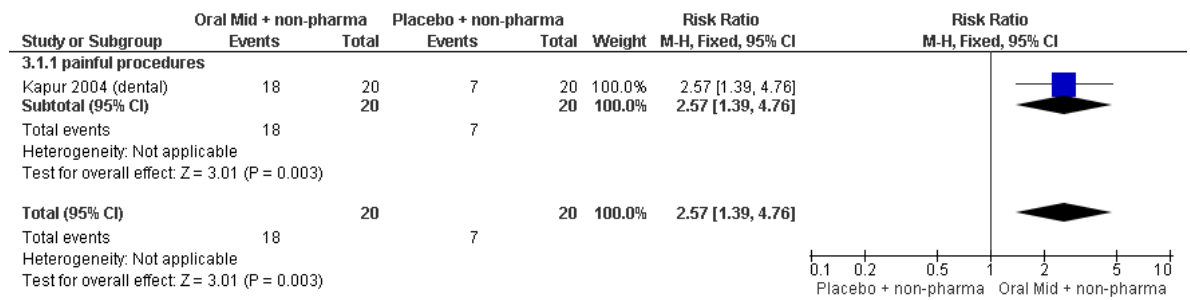 Oral Mid + non-pharma Placebo + non-pharma Risk Ratio Risk Ratio
Study or Subgroup Events Total Events Total Weight M-H, Fixed, 95% CI M-H, Fixed, 95% CI
3.1.1 painful procedures
Kapur 2004 (dental) 18 20 7 20 100.0% 2.57 [1.39, 4.76]
Subtotal (95% CI) 20 20 100.0% 2.57 [1.39, 4.76]
Total events 18 7
Heterogeneity: Not applicable
Test for overall effect: Z = 3.01 (P = 0.003)
Total (95% CI) 20 20 100.0% 2.57 [1.39, 4.76]
Total events 18 7
Heterogeneity: Not applicable
Test for overall effect: Z = 3.01 (P = 0.003)
0.1 0.2 0.5 1 2 5 10
Placebo + non-pharma Oral Mid + non-pharma